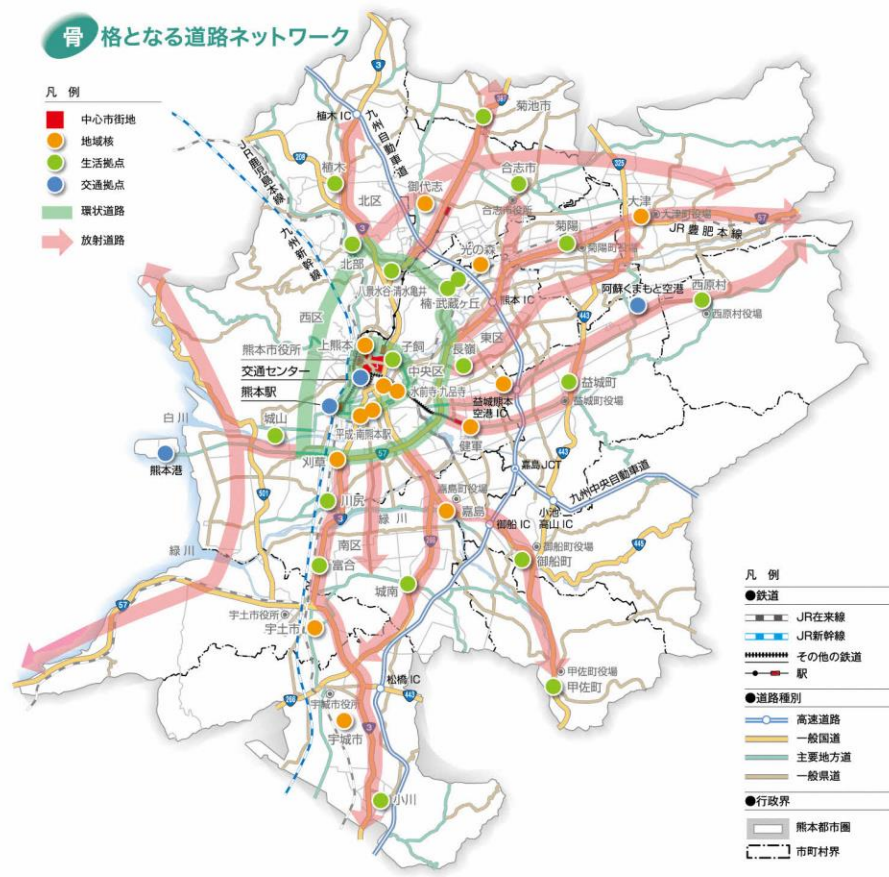 骨格となる道路ネットワーク
凡例
中心市街地
地域核
生活拠点
交通拠点
環状道路
放射道路
3
植木IC
九州自動車道
387
菊池市
208
JR鹿児島本線
植木
北区
御代志
合志市
合志市役所
325
大津
大津町役場
57
JR豊肥本線
九州新幹線
3
北部
光の森
菊陽
菊陽町役場
八景水谷・清水亀井
楠・武蔵ヶ丘
熊本IC
阿蘇くまもと空港
西原村
西原村役場
443
西区
上熊本
子飼
東区
熊本市役所
中央区
長嶺
交通センター
水前寺・九品寺
益城熊本空港IC
益城町
益城町役場
熊本駅
白川
城山
平成・南熊本駅
健軍
熊本港
刈草
57
443
嘉島JCT
九州中央自動車道
501
川尻
嘉島町役場
嘉島
小池高山IC
緑川
3
緑川
御船IC
南区
御船町役場
445
富合
御船町
城南
57
宇土市役所
宇土市
甲佐町役場
甲佐町
266
宇城市役所
松橋IC
443
宇城市
3
小川
凡例
●鉄道
JR在来線
JR新幹線
その他の鉄道
駅
●道路種別
高速道路
一般国道
主要地方道
一般県道
●行政界
熊本都市圏
市町村界